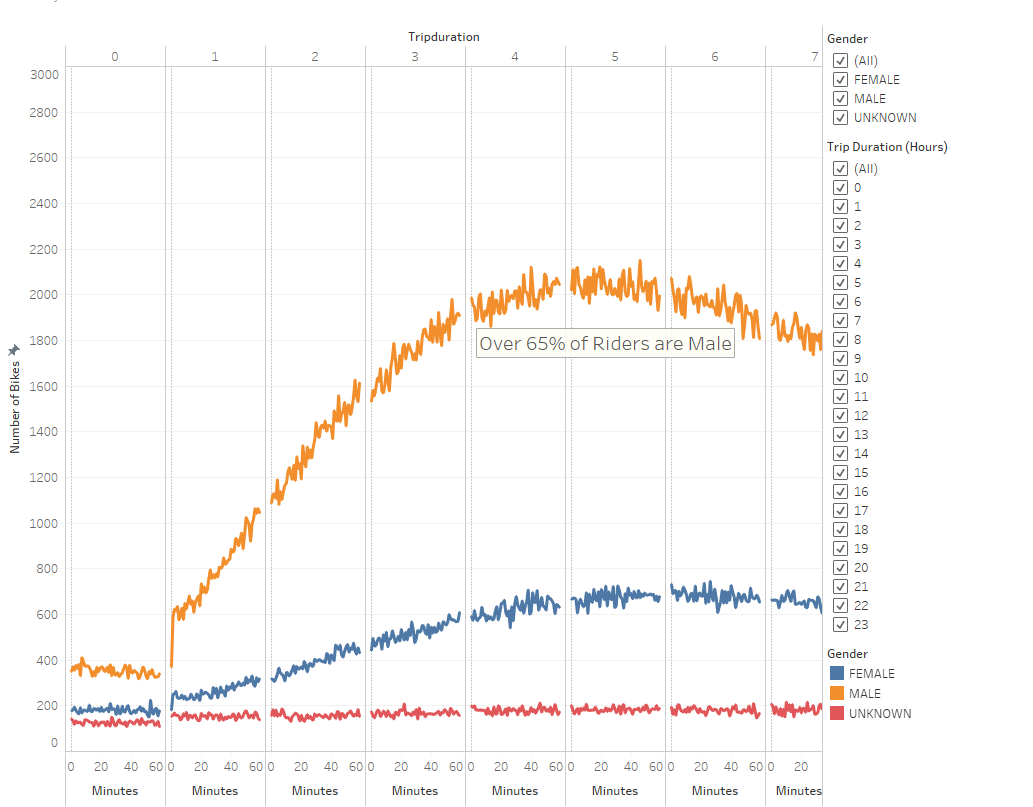 Tripduration
0 1 2 3 4 5 6 7
3000
2800
2600
2400
2200
2000
1800
1600
1400
1200
1000
800
600
400
200
0
Number of Bikes
Over 65% of Riders are Male
0 20 40 60 0 20 40 60 0 20 40 60 0 20 40 60 0 20 40 60 0 20 40 60 0 20 40 60 0 20
Minutes Minutes Minutes Minutes Minutes Minutes Minutes Minutes
Gender
(All)
FEMALE
MALE
UNKNOWN
Trip Duration (Hours)
(All)
0
1
2
3
4
5
6
7
8
9
10
11
12
13
14
15
16
17
18
19
20
21
22
23
Gender
FEMALE
MALE
UNKNOWN